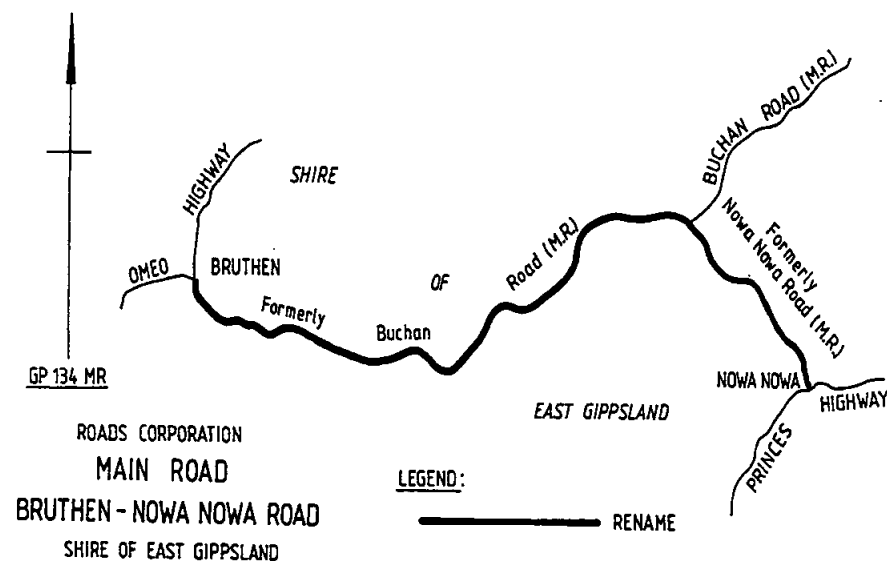 BUCHAN ROAD (M.R.)
HIGHWAY
SHIRE
Formerly
Nowa Nowa Road (M.R.)
OMEO
BRUTHEN
OF
Road (M.R.)
Formerly
Buchan
GP 134 MR
NOWA NOWA
HIGHWAY
EAST GIPPSLAND
PRINCES
ROADS CORPORATION
MAIN ROAD
BRUTHEN - NOWA NOWA ROAD
SHIRE OF EAST GIPPSLAND
LEGEND:
RENAME